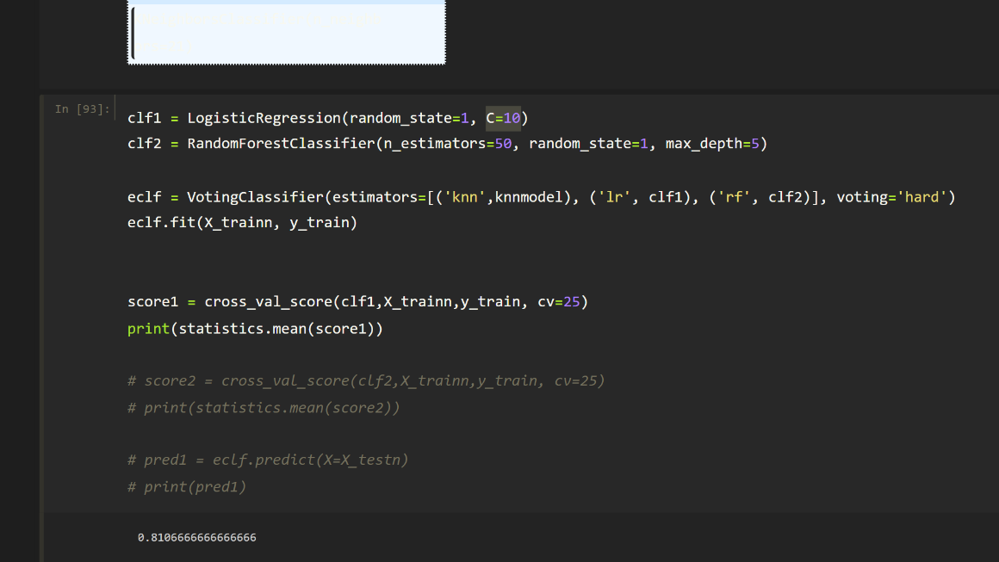 In [93]:
clf1 = LogisticRegression(random_state=1, C=10)
clf2 = RandomForestClassifier(n_estimators=50, random_state=1, max_depth=5)
eclf = VotingClassifier(estimators=[('knn',knnmodel), ('lr', clf1), ('rf', clf2)], voting='hard')
eclf.fit(X_trainn, y_train)
score1 = cross_val_score(clf1,X_trainn,y_train, cv=25)
print(statistics.mean(score1))
# score2 = cross_val_score(clf2,X_trainn,y_train, cv=25)
# print(statistics.mean(score2))
# pred1 = eclf.predict(X=X_testn)
# print(pred1)
0.8106666666666666